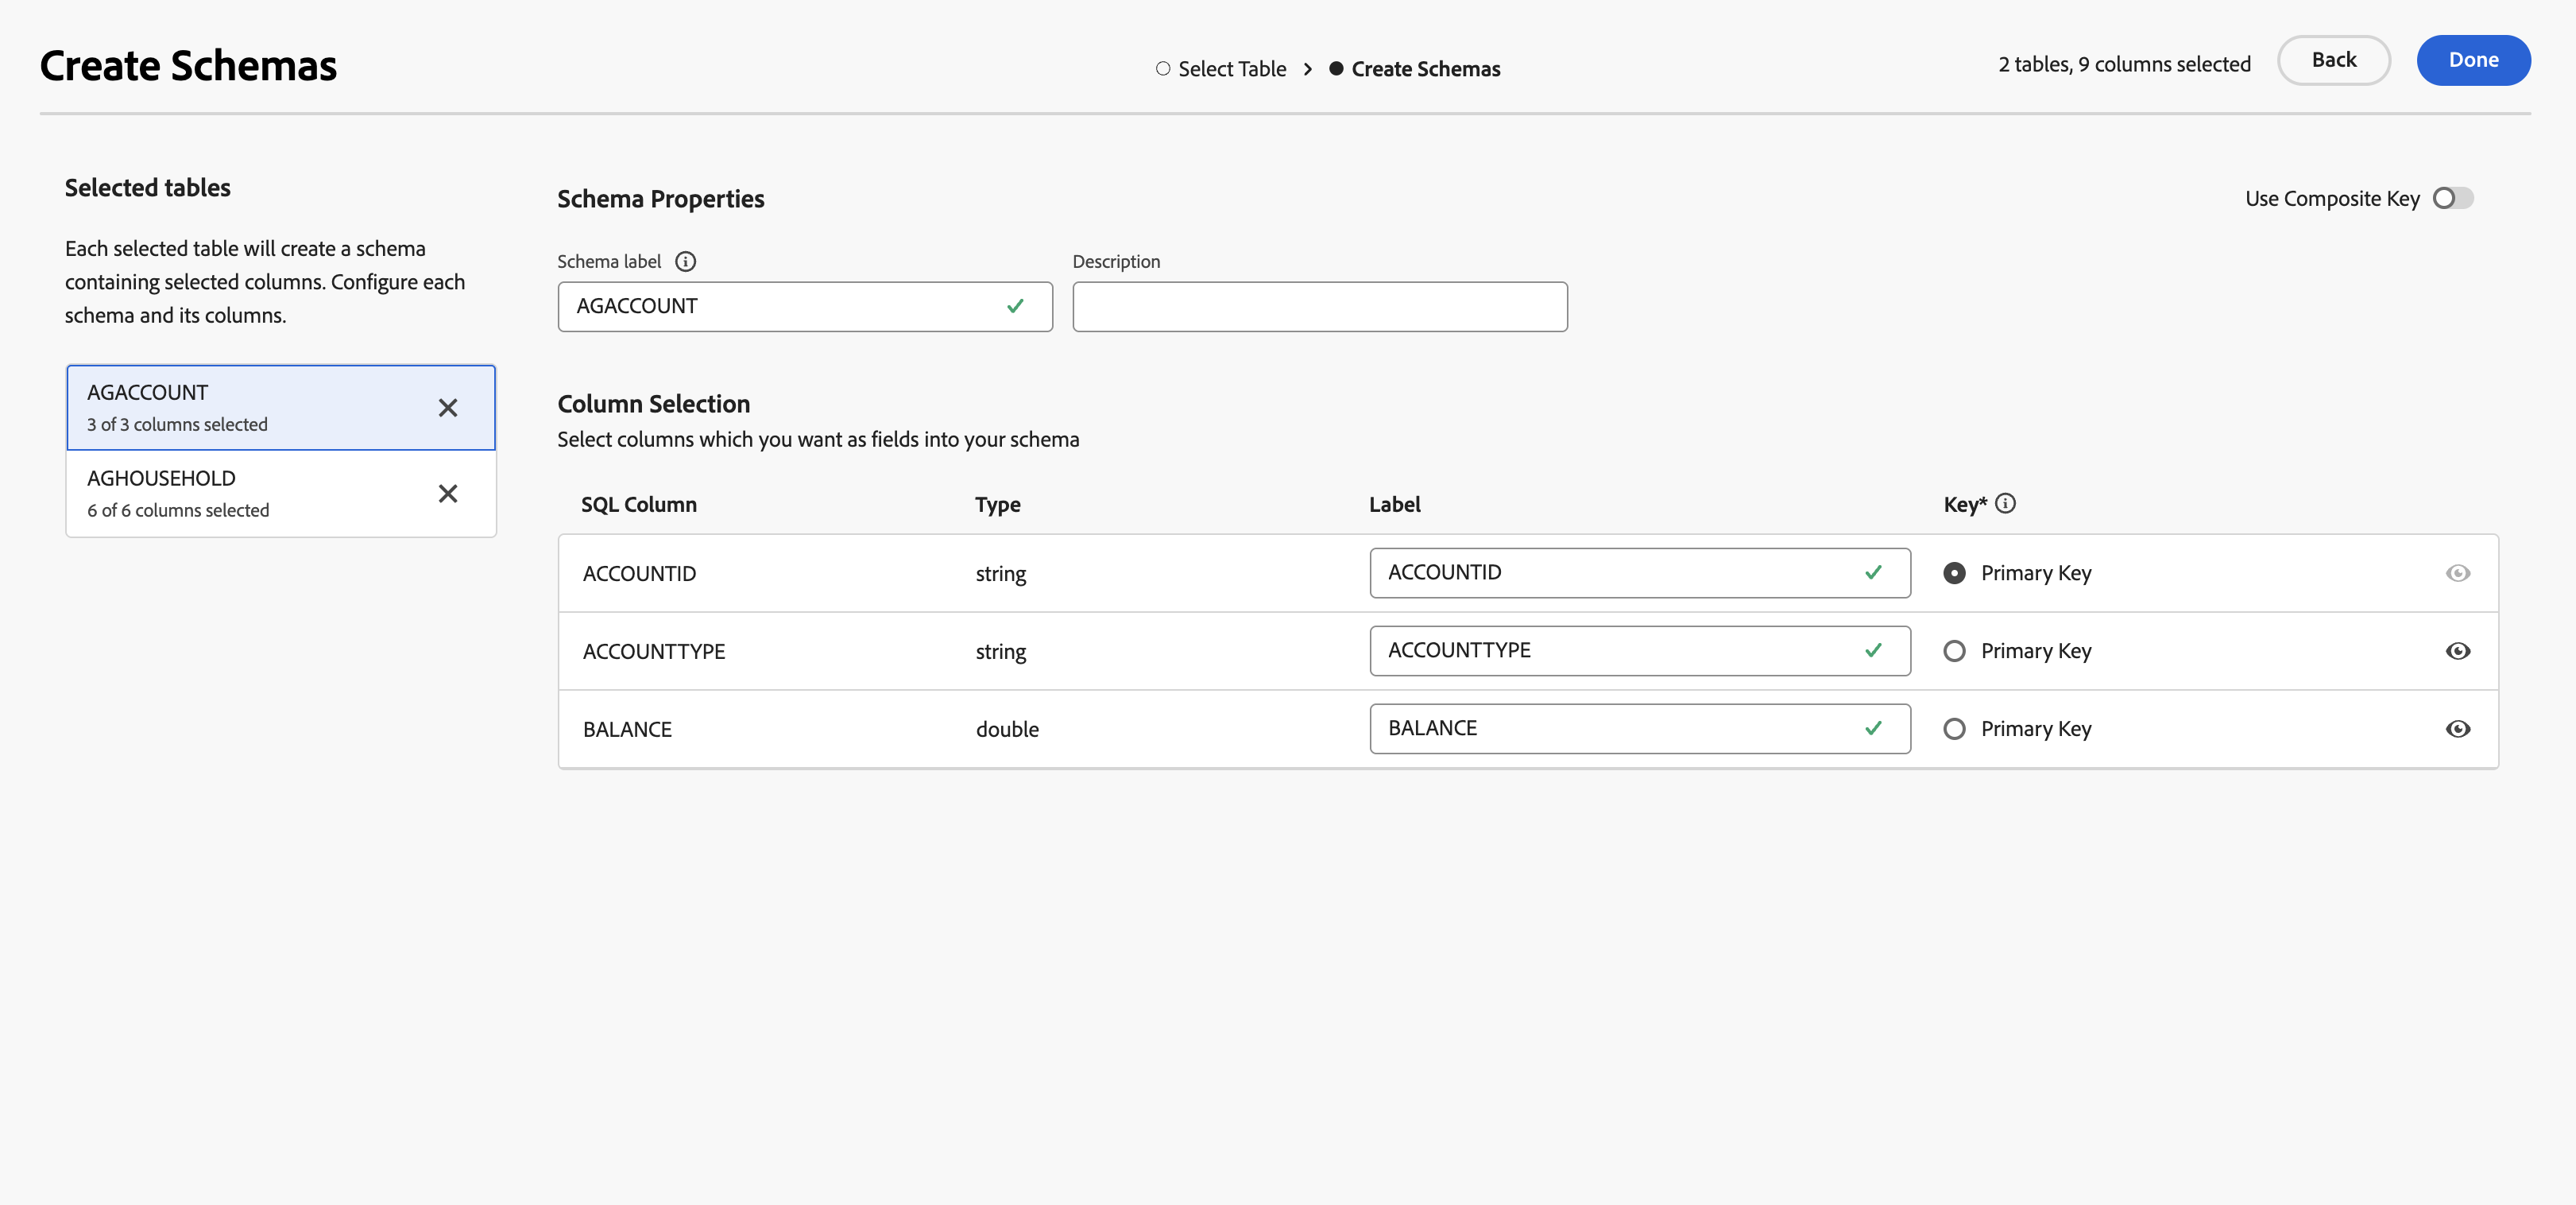 Create Schemas
Select Table
Create Schemas
2 tables, 9 columns selected
Back
Done
Selected tables
Each selected table will create a schema
containing selected columns. Configure each
schema and its columns.
AGACCOUNT
3 of 3 columns selected
AGHOUSEHOLD
6 of 6 columns selected
Schema Properties
Use Composite Key
Schema label
Description
AGACCOUNT
Column Selection
Select columns which you want as fields into your schema
SQL Column Type Label Key*
ACCOUNTID string ACCOUNTID Primary Key
ACCOUNTTYPE string ACCOUNTTYPE Primary Key
BALANCE double BALANCE Primary Key